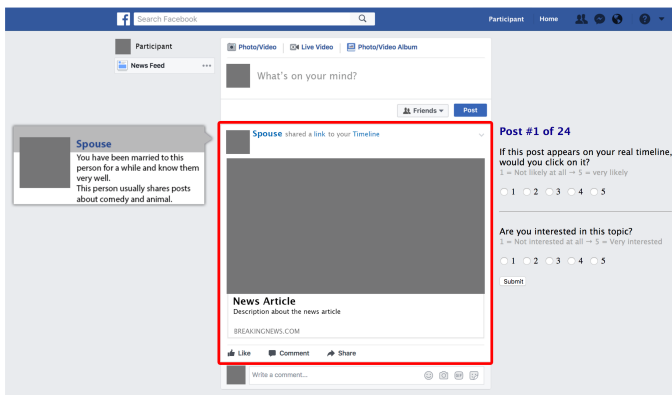 Search Facebook
Participant Home
Participant
News Feed
Photo/Video Live Video Photo/Video Album
What's on your mind?
Friends Post
Spouse shared a link to your Timeline
Spouse
You have been married to this
person for a while and know them
very well.
This person usually shares posts
about comedy and animal.
News Article
Description about the news article
BREAKINGNEWS.COM
Like Comment Share
Write a comment...
GIF
Post #1 of 24
If this post appears on your real timeline,
would you click on it?
1 = Not likely at all → 5 = very likely
1 2 3 4 5
Are you interested in this topic?
1 = Not interested at all → 5 = Very interested
1 2 3 4 5
Submit